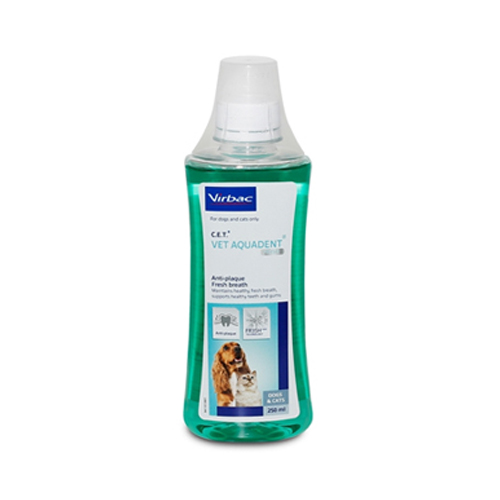 Virbac
For dogs and cats only
C.E.T.®
VET AQUADENT®
Anti-plaque
Fresh breath
Maintains healthy, fresh breath,
supports healthy teeth and gums.
Anti-plaque
FR3SH
DOGS
& CATS
250 ml